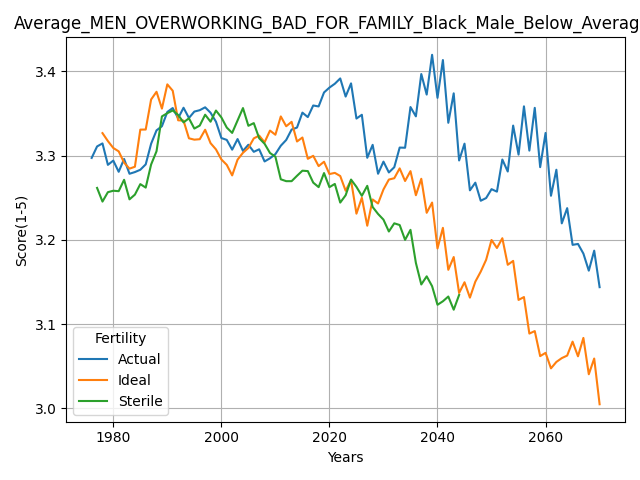 Average_MEN_OVERWORKING_BAD_FOR_FAMILY_Black_Male_Below_Averag
Score(1-5)
3.4
3.3
3.2
3.1
3.0
Fertility
Actual
Ideal
Sterile
1980 2000 2020 2040 2060
Years